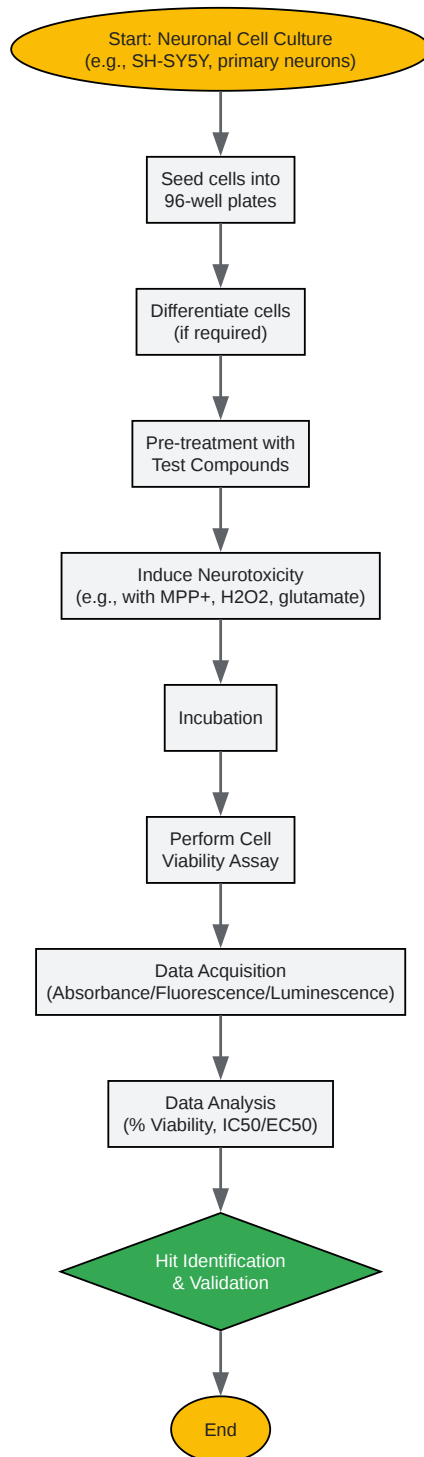 Start: Neuronal Cell Culture
(e.g., SH-SY5Y, primary neurons)
Seed cells into
96-well plates
Differentiate cells
(if required)
Pre-treatment with
Test Compounds
Induce Neurotoxicity
(e.g., with MPP+, H2O2, glutamate)
Incubation
Perform Cell
Viability Assay
Data Acquisition
(Absorbance/Fluorescence/Luminescence)
Data Analysis
(% Viability, IC50/EC50)
Hit Identification
& Validation
End